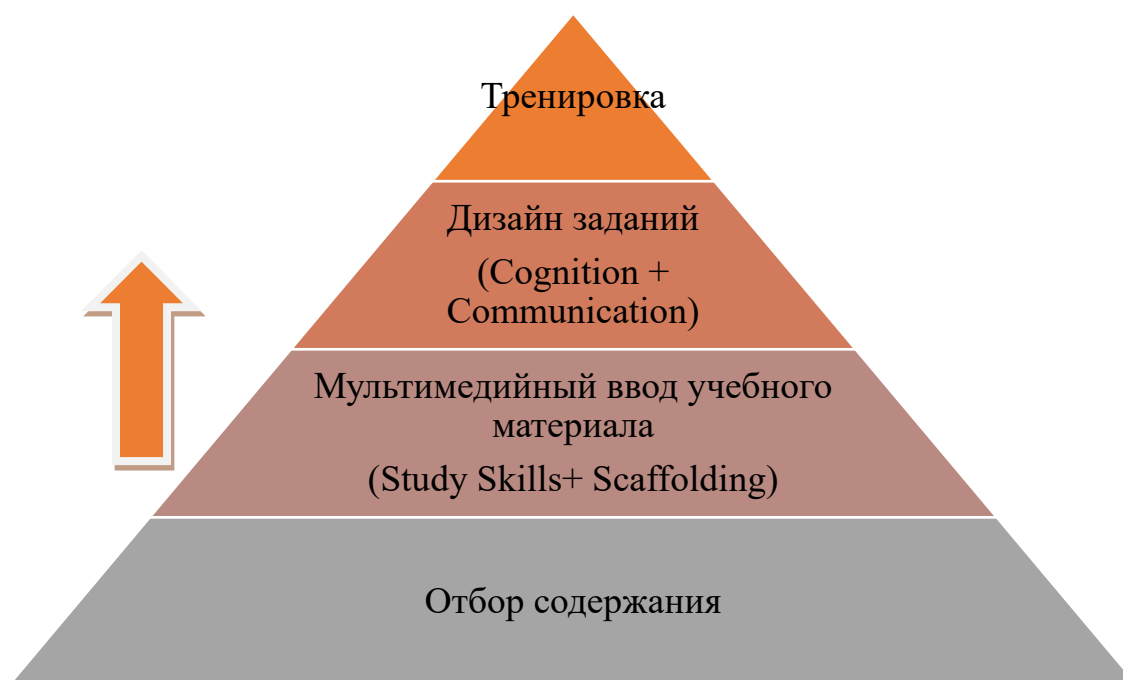 Тренировка
Дизайн заданий
(Cognition +
Communication)
Мультимедийный ввод учебного
материала
(Study Skills+ Scaffolding)
Отбор содержания